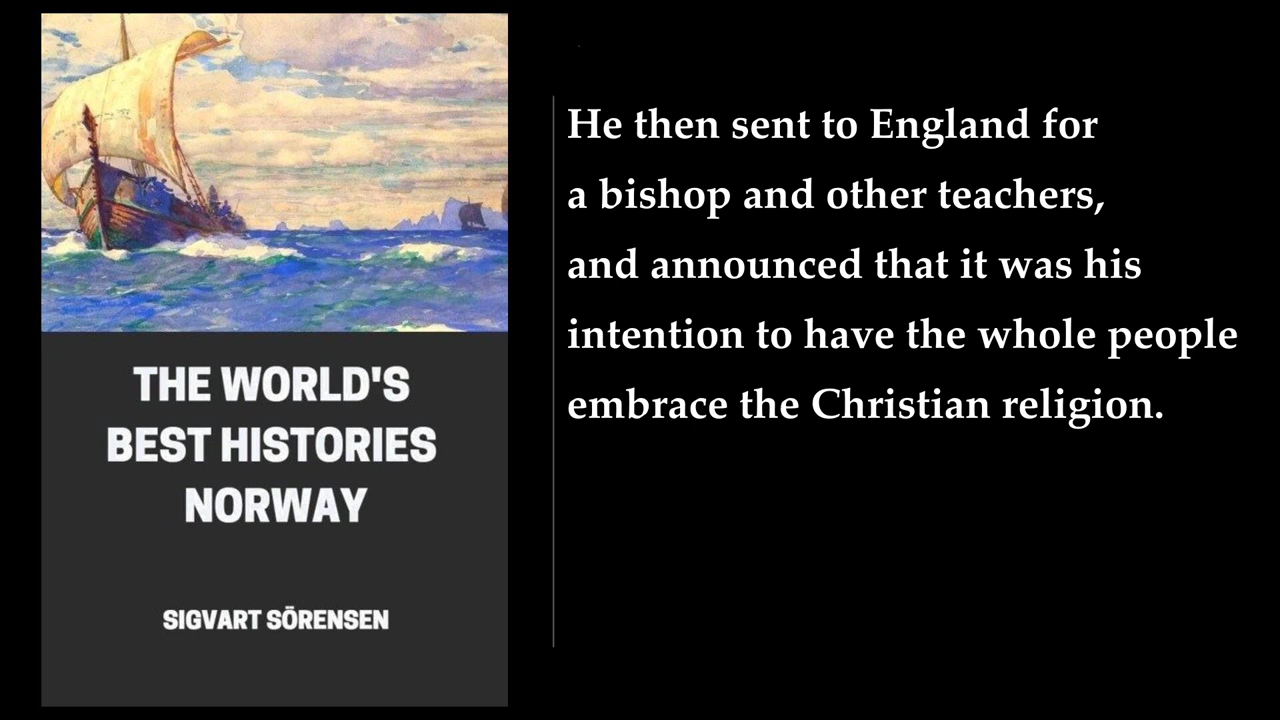 THE WORLD'S
BEST HISTORIES
NORWAY
SIGVART SÖRENSEN
He then sent to England for
a bishop and other teachers,
and announced that it was his
intention to have the whole people
embrace the Christian religion.